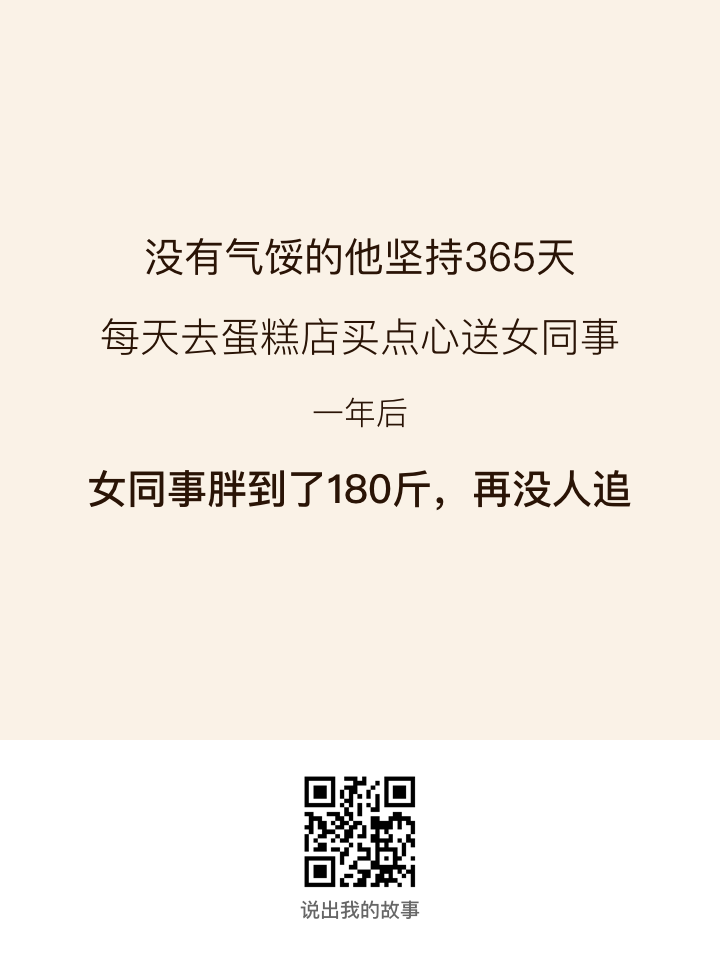 没有气馁的他坚持365天
每天去蛋糕店买点心送女同事
一年后
女同事胖到了180斤，再没人追
说出我的故事